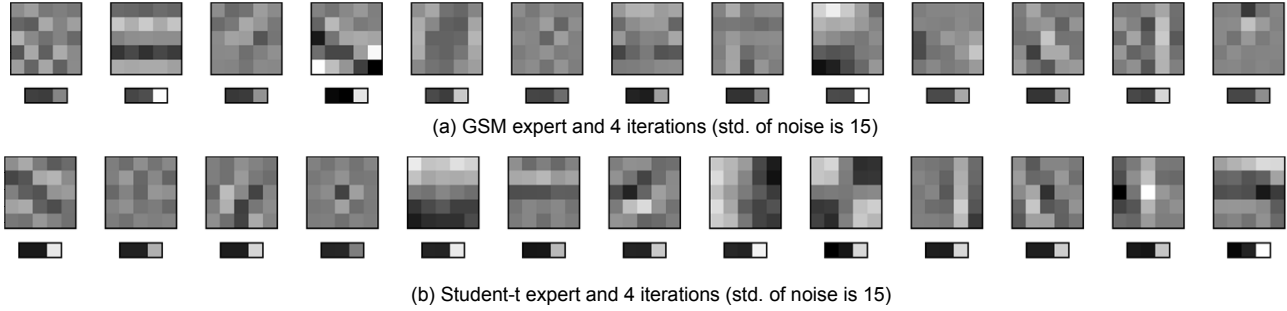 (a) GSM expert and 4 iterations (std. of noise is 15)
(b) Student-t expert and 4 iterations (std. of noise is 15)